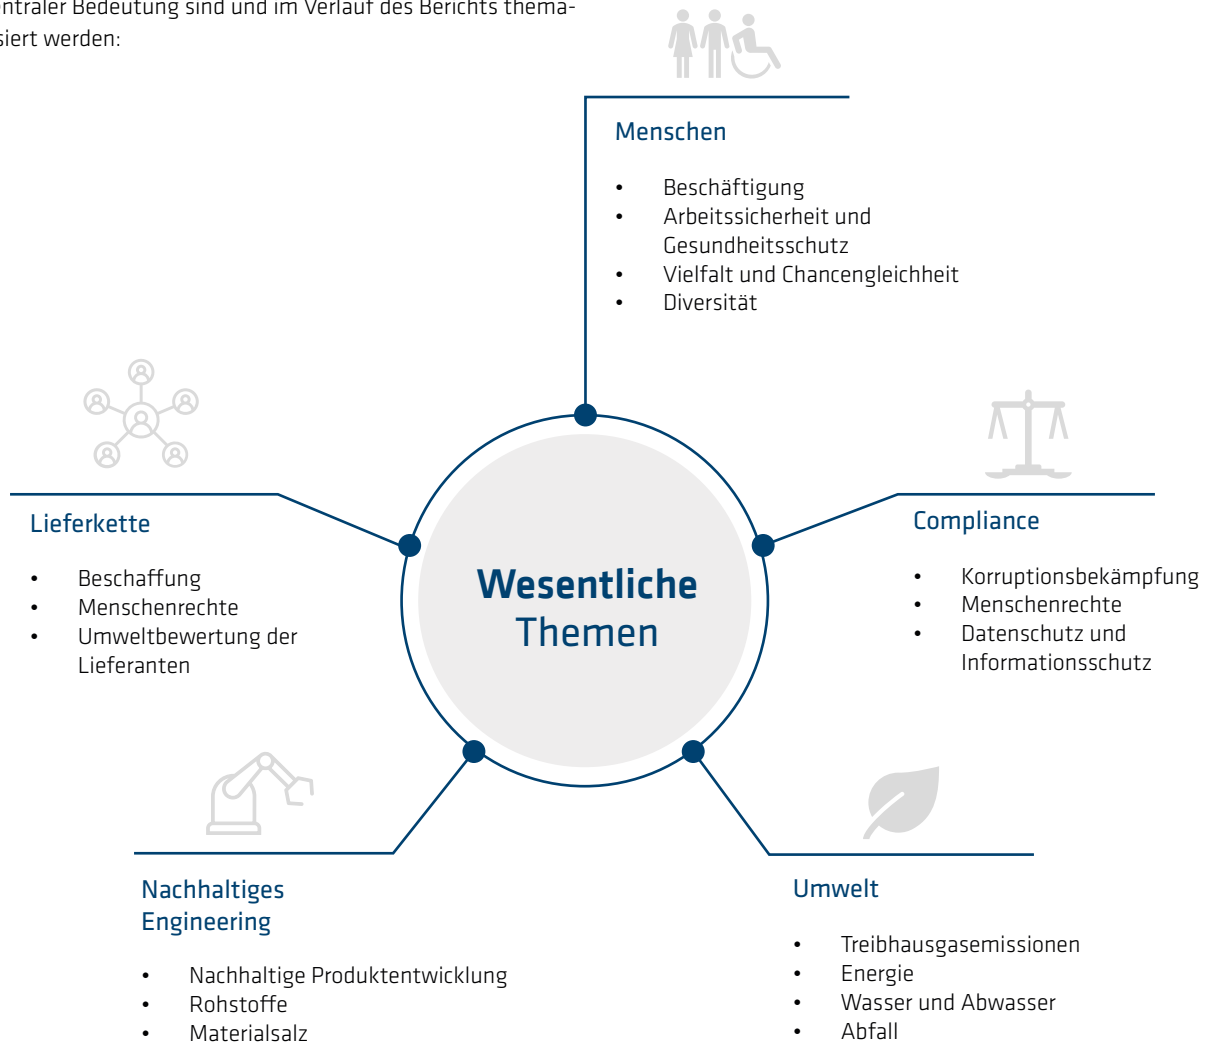 entraler Bedeutung sind und im Verlauf des Berichts thema-
siert werden:
Menschen
• Beschäftigung
• Arbeitssicherheit und
Gesundheitsschutz
• Vielfalt und Chancengleichheit
• Diversität
Lieferkette
• Beschaffung
• Menschenrechte
• Umweltbewertung der
Lieferanten
Wesentliche
Themen
Compliance
• Korruptionsbekämpfung
• Menschenrechte
• Datenschutz und
Informationsschutz
Nachhaltiges
Engineering
• Nachhaltige Produktentwicklung
• Rohstoffe
• Materialsalz
Umwelt
• Treibhausgasemissionen
• Energie
• Wasser und Abwasser
• Abfall